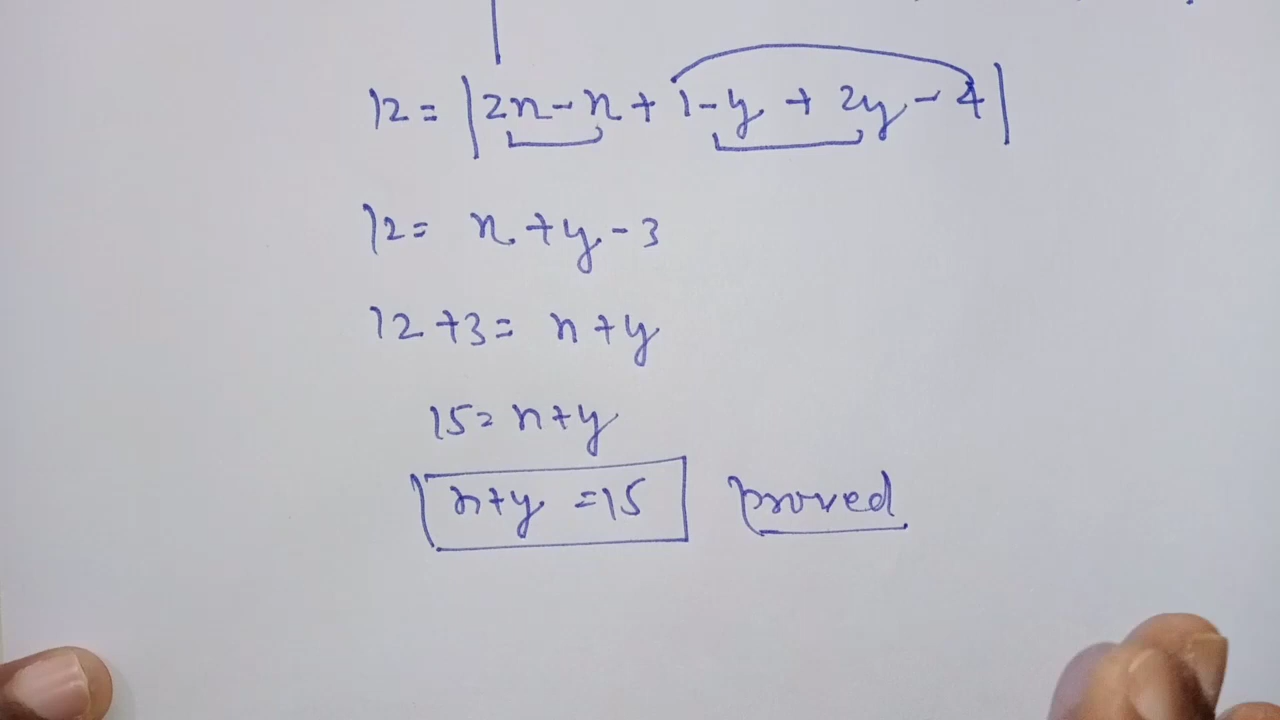 12 = |2x - x + 1 - y + 2y - 4|
12 = x + y - 3
12 + 3 = x + y
15 = x + y
x + y = 15 proved